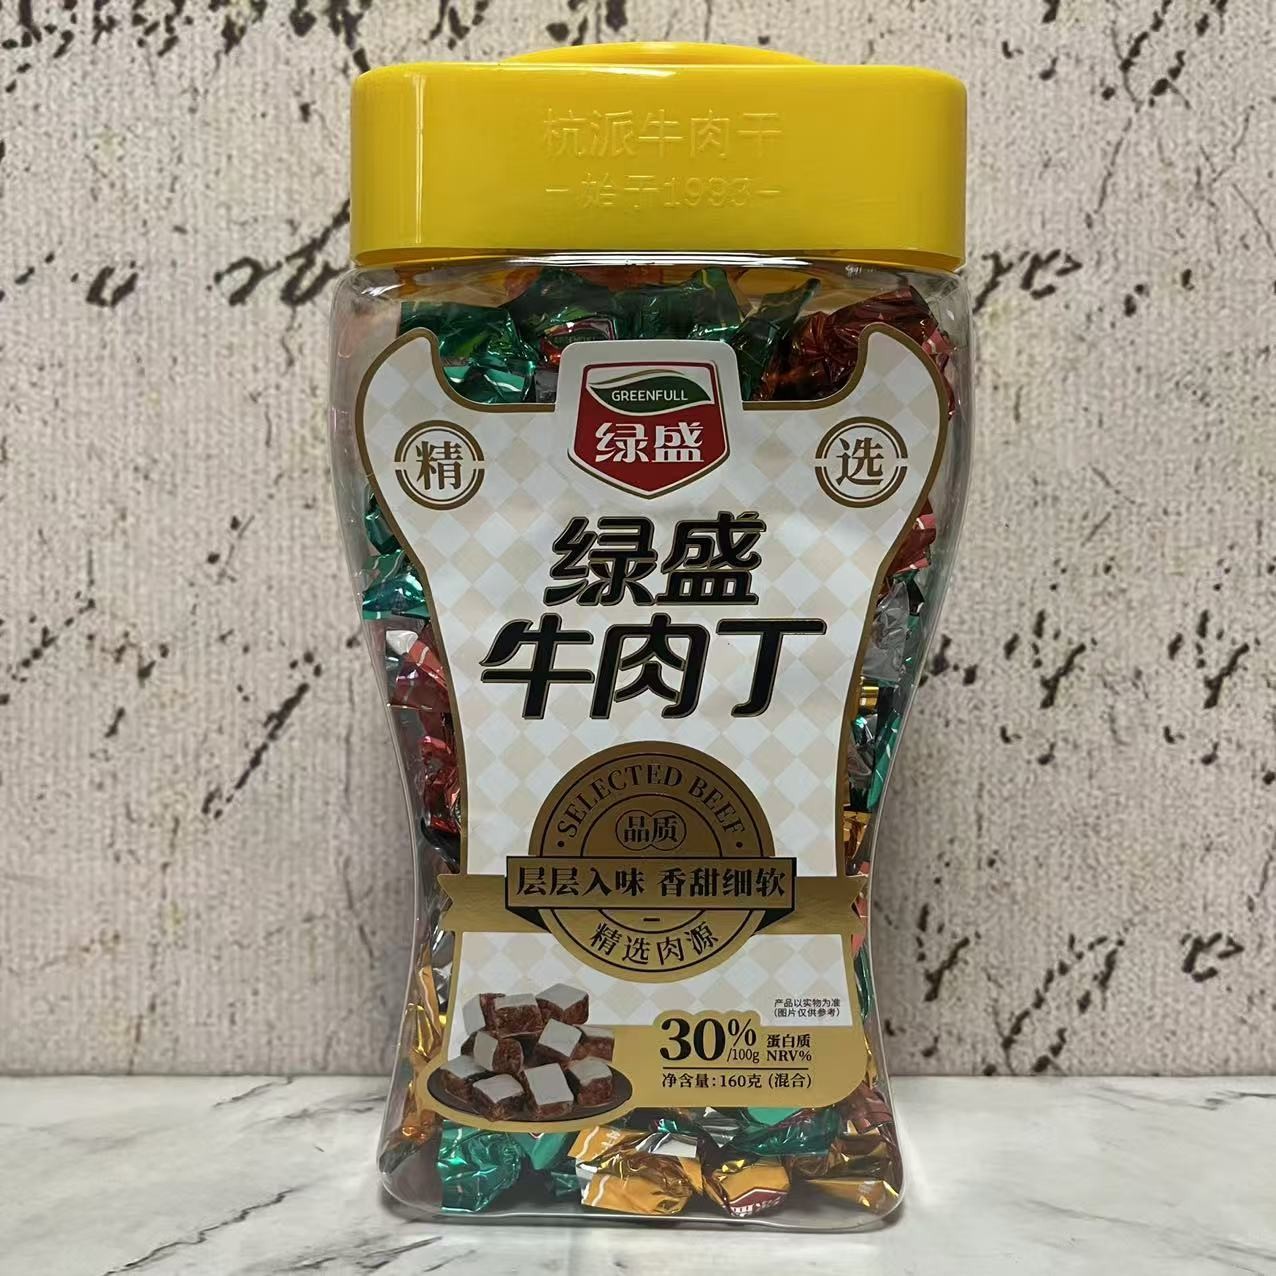 杭派牛肉干
-始于1993-
GREENFULL
绿盛
精 选
绿盛
牛肉丁
SELECTED BEEF
品质
层层入味 香甜细软
精选肉源
产品以实物为准
(图片仅供参考)
30%/100g 蛋白质 NRV%
净含量:160克(混合)